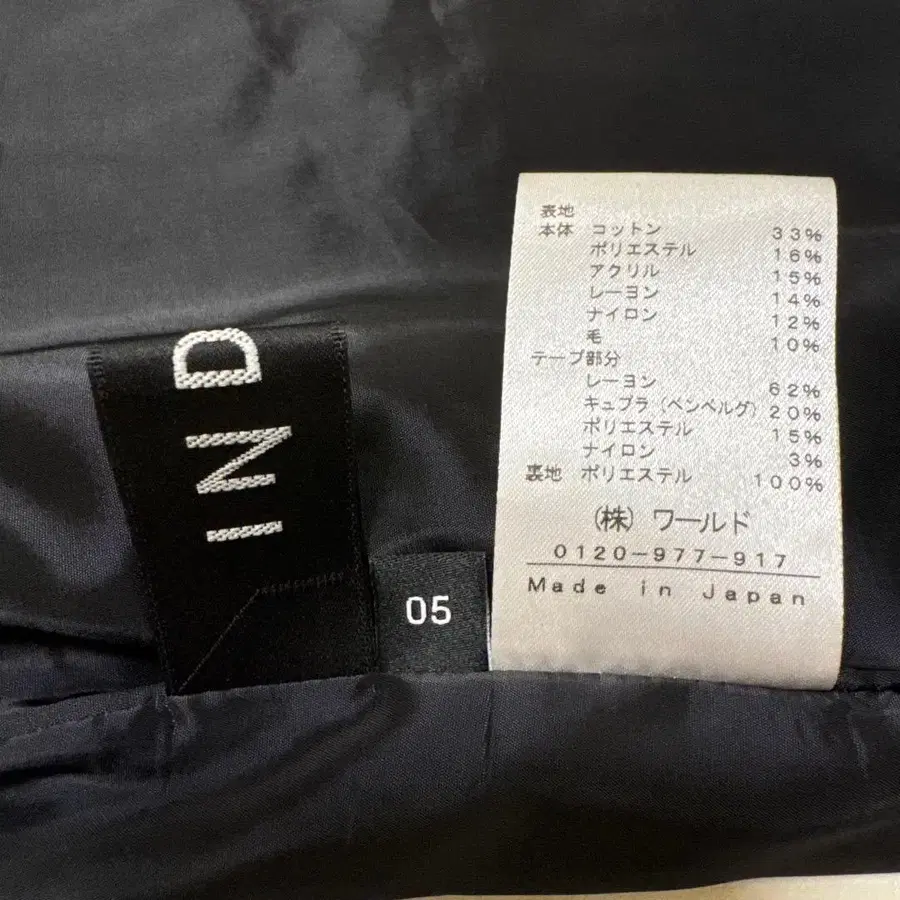 IND
05
表地
本体 コットン 33%
ポリエステル 16%
アクリル 15%
レーヨン 14%
ナイロン 12%
毛 10%
テープ部分
レーヨン 62%
キュプラ(ベンベルグ) 20%
ポリエステル 15%
ナイロン 3%
裏地 ポリエステル 100%
(株) ワールド
0120-977-917
Made in Japan